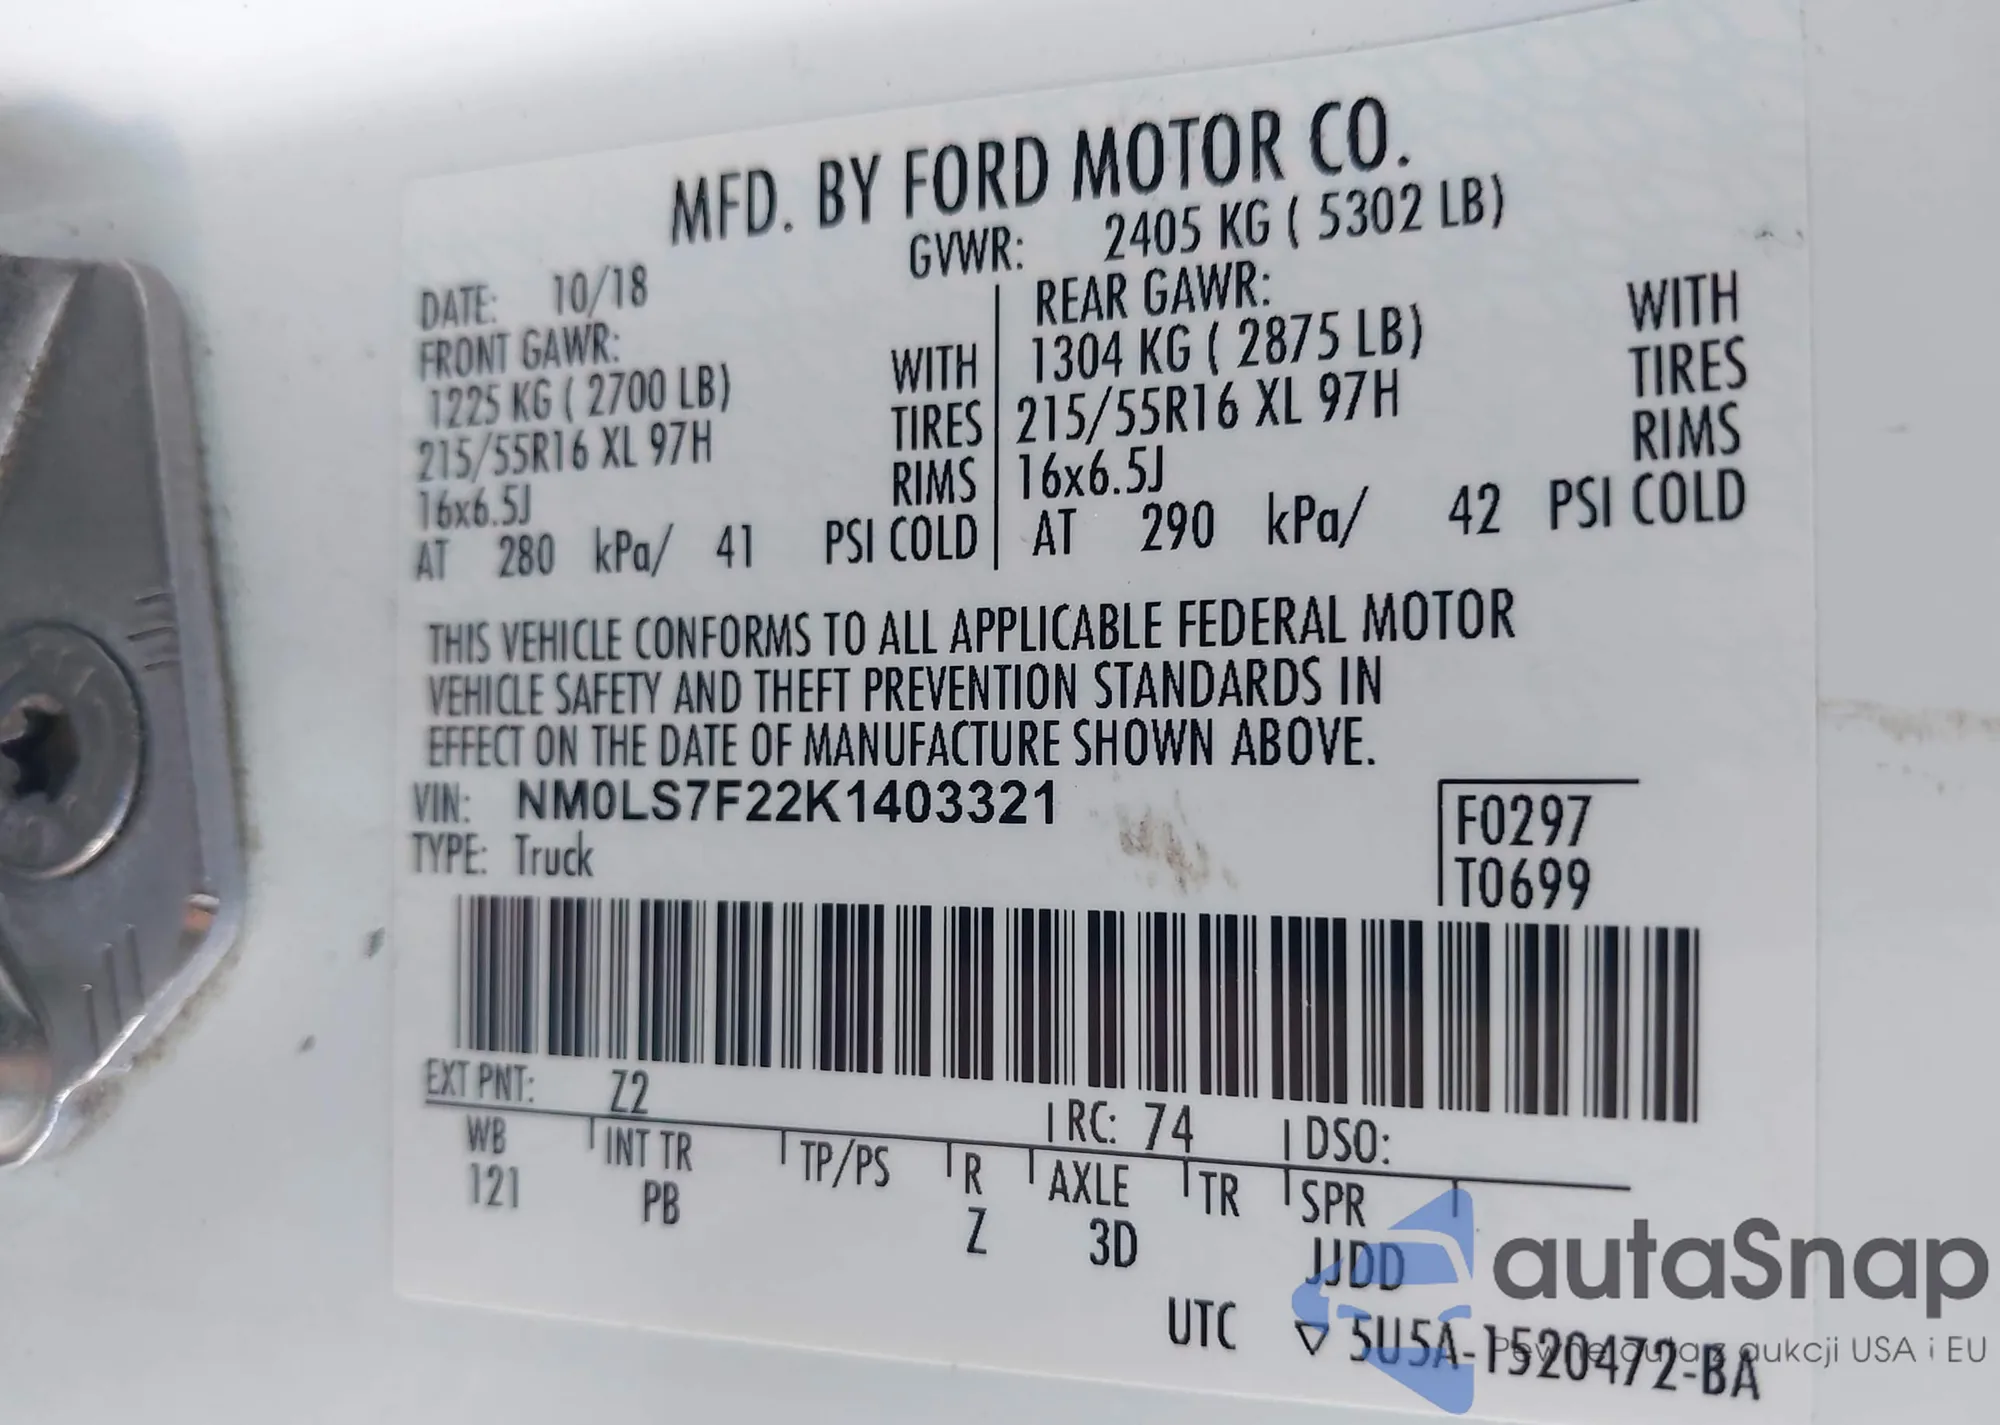 MFD. BY FORD MOTOR CO.
DATE: 10/18 GVWR: 2405 KG ( 5302 LB)
FRONT GAWR: REAR GAWR:
1225 KG ( 2700 LB) WITH 1304 KG ( 2875 LB) WITH
215/55R16 XL 97H TIRES 215/55R16 XL 97H TIRES
16x6.5J RIMS 16x6.5J RIMS
AT 280 kPa/ 41 PSI COLD AT 290 kPa/ 42 PSI COLD
THIS VEHICLE CONFORMS TO ALL APPLICABLE FEDERAL MOTOR
VEHICLE SAFETY AND THEFT PREVENTION STANDARDS IN
EFFECT ON THE DATE OF MANUFACTURE SHOWN ABOVE.
VIN: NM0LS7F22K1403321 F0297
TYPE: Truck T0699
EXT PNT: Z2 RC: 74 DSO:
WB INT TR TP/PS R AXLE TR SPR
121 PB Z 3D JJDD
UTC ▽ 5U5A-1520472-BA
autaSnap
Pewne auta z aukcji USA i EU